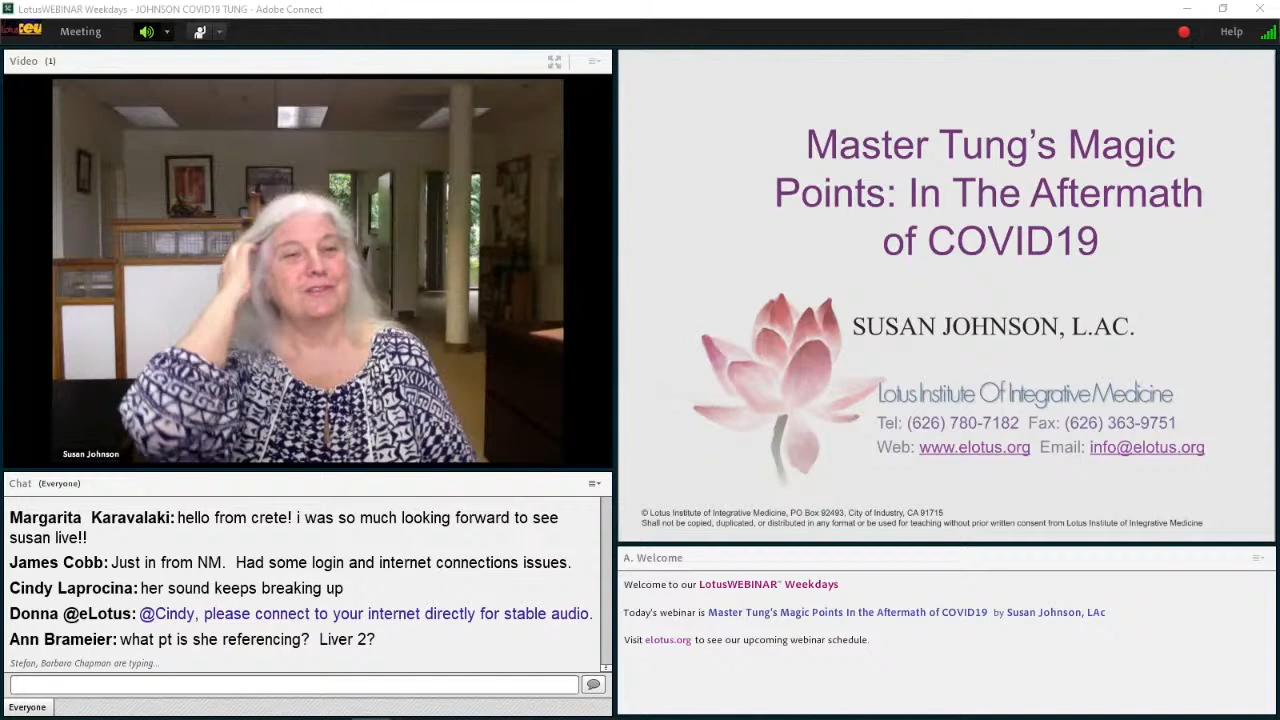 LotusWEBINAR Weekdays - JOHNSON COVID19 TUNG - Adobe Connect
Meeting
Help
Video (1)
Susan Johnson
Master Tung's Magic
Points: In The Aftermath
of COVID19
SUSAN JOHNSON, L.AC.
Lotus Institute Of Integrative Medicine
Tel: (626) 780-7182 Fax: (626) 363-9751
Web: www.elotus.org Email: info@elotus.org
© Lotus Institute of Integrative Medicine, PO Box 92493, City of Industry, CA 91715
Shall not be copied, duplicated, or distributed in any format or be used for teaching without prior written consent from Lotus Institute of Integrative Medicine
Chat (Everyone)
Margarita Karavalaki: hello from crete! i was so much looking forward to see
susan live!!
James Cobb: Just in from NM. Had some login and internet connections issues.
Cindy Laprocina: her sound keeps breaking up
Donna @eLotus: @Cindy, please connect to your internet directly for stable audio.
Ann Brameier: what pt is she referencing? Liver 2?
Stefan, Barbara Chapman are typing...
Everyone
A. Welcome
Welcome to our LotusWEBINAR™ Weekdays
Today's webinar is Master Tung's Magic Points In the Aftermath of COVID19 by Susan Johnson, LAc
Visit elotus.org to see our upcoming webinar schedule.